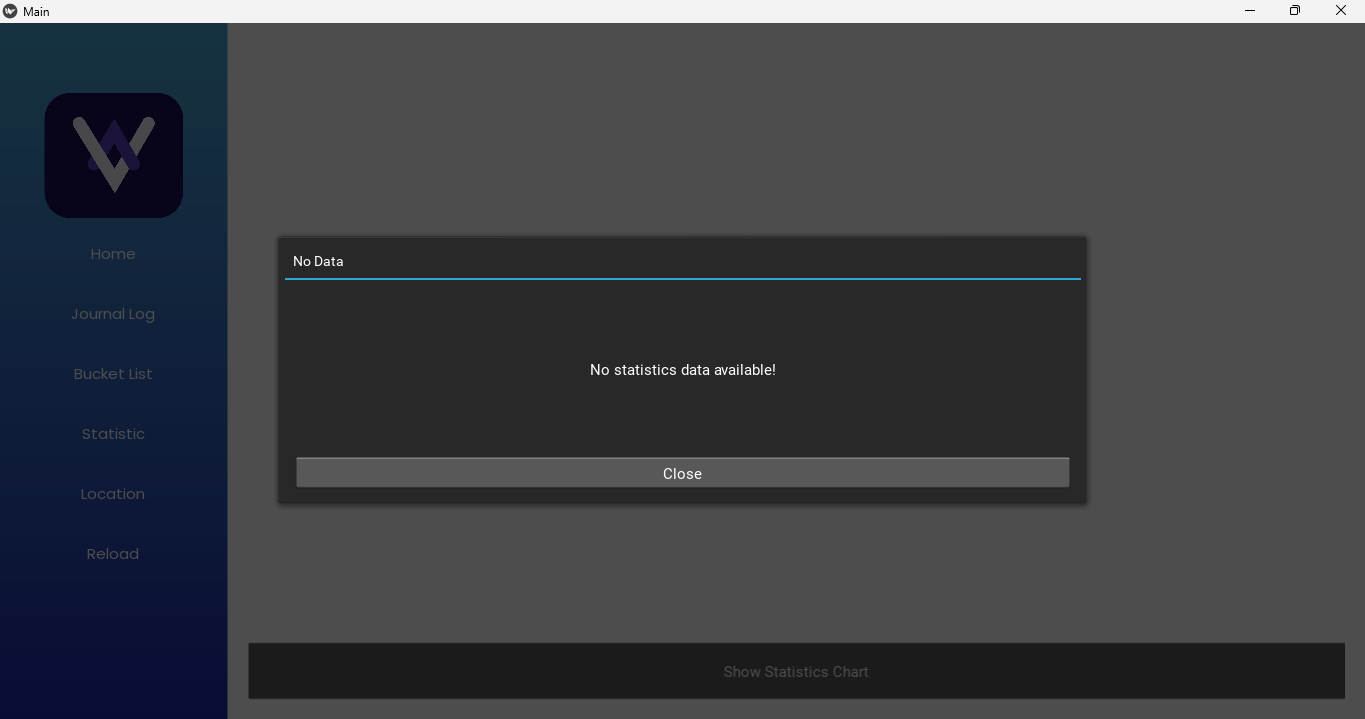 Main
Home
Journal Log
Bucket List
Statistic
Location
Reload
No Data
No statistics data available!
Close
Show Statistics Chart